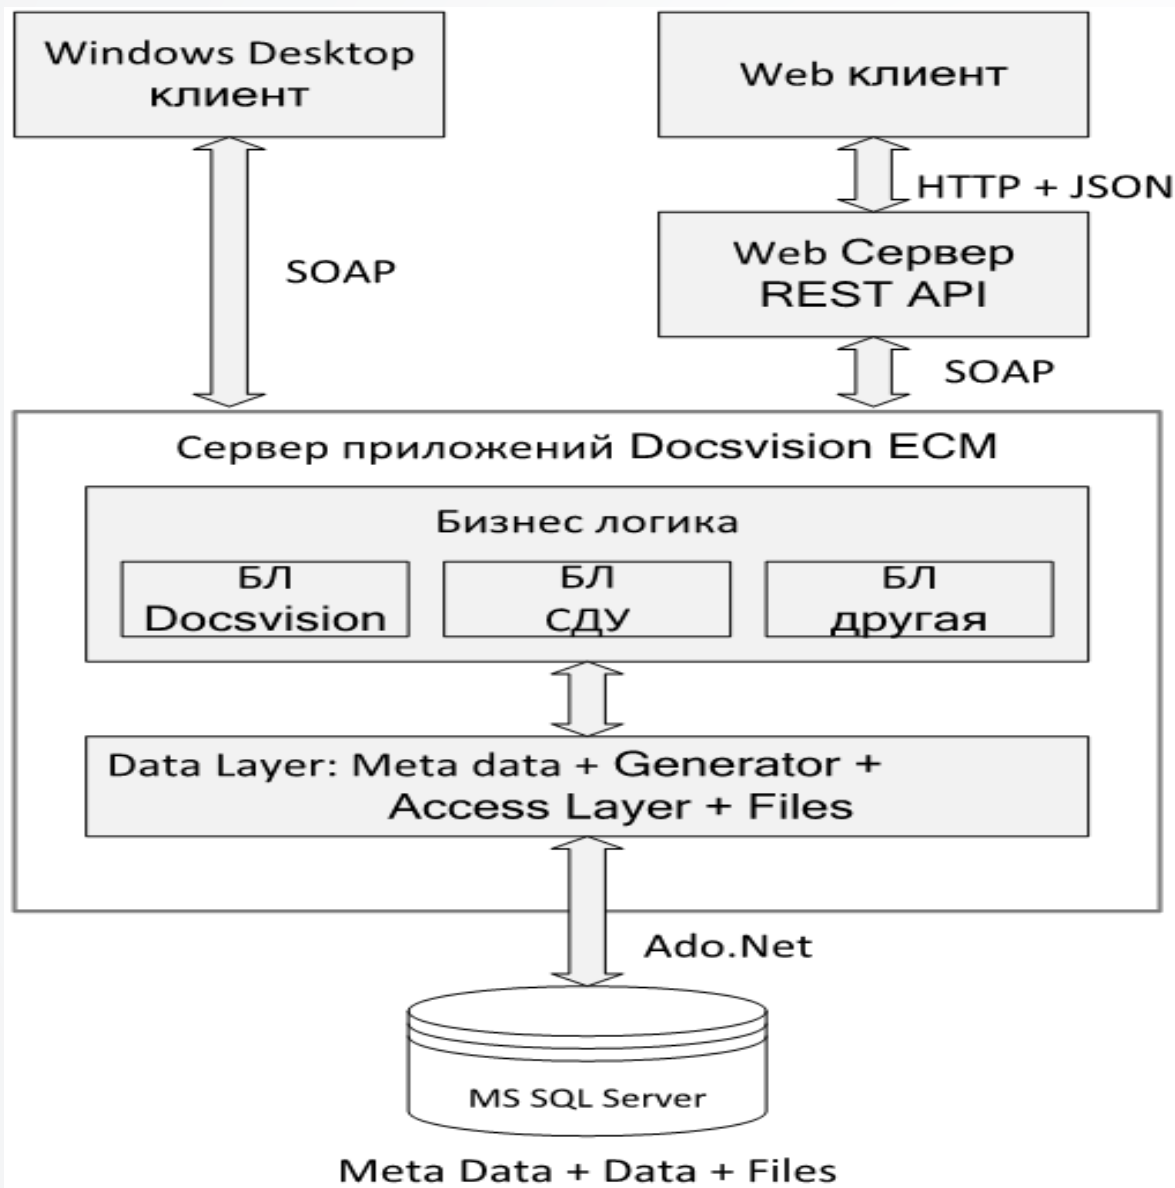 Windows Desktop
клиент
Web клиент
HTTP + JSON
Web Сервер
REST API
SOAP
SOAP
Сервер приложений Docsvision ECM
Бизнес логика
БЛ
Docsvision
БЛ
СДУ
БЛ
другая
Data Layer: Meta data + Generator +
Access Layer + Files
Ado.Net
MS SQL Server
Meta Data + Data + Files